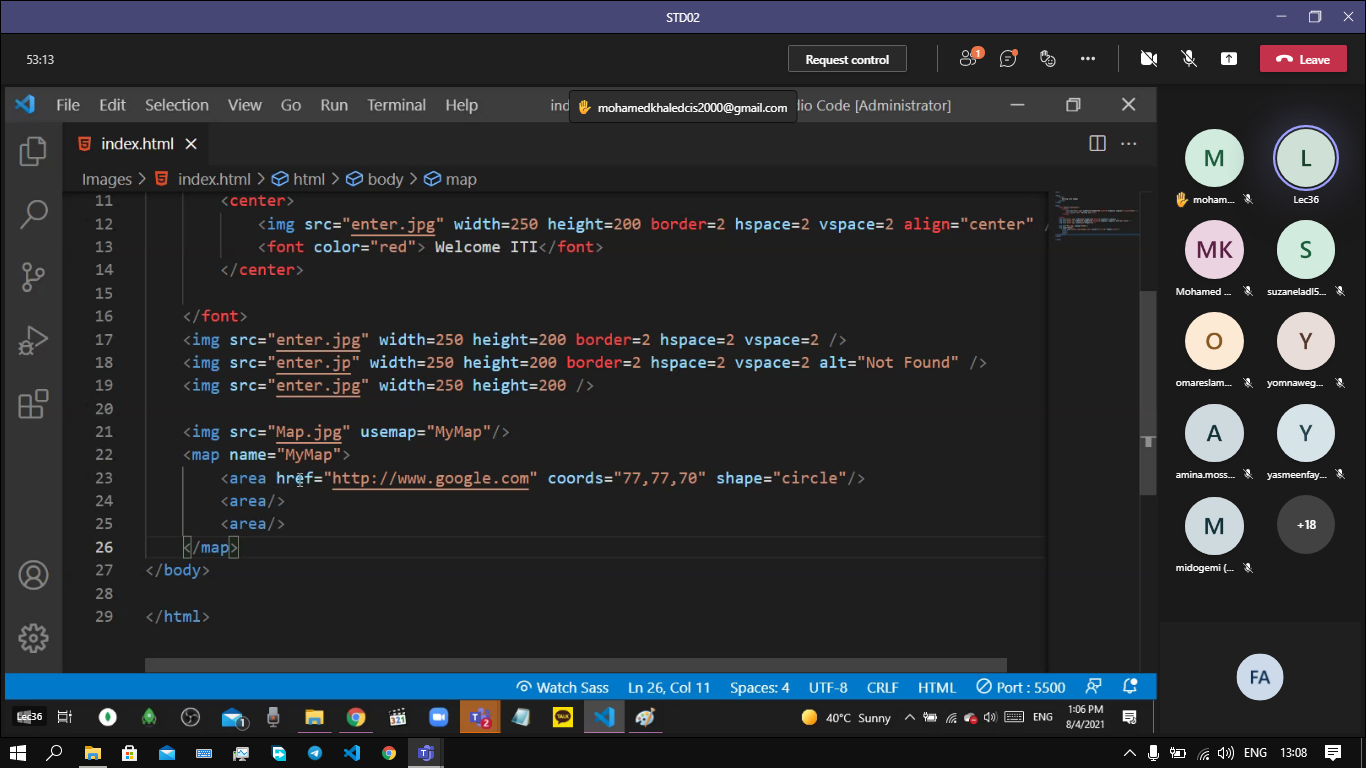 STD02
53:13
Request control
1
Leave
File Edit Selection View Go Run Terminal Help
mohamedkhaledcis2000@gmail.com
dio Code [Administrator]
index.html
Images > index.html > html > body > map
11 <center>
12 <img src="enter.jpg" width=250 height=200 border=2 hspace=2 vspace=2 align="center" /
13 <font color="red"> Welcome ITI</font>
14 </center>
15
16 </font>
17 <img src="enter.jpg" width=250 height=200 border=2 hspace=2 vspace=2 />
18 <img src="enter.jp" width=250 height=200 border=2 hspace=2 vspace=2 alt="Not Found" />
19 <img src="enter.jpg" width=250 height=200 />
20
21 <img src="Map.jpg" usemap="MyMap"/>
22 <map name="MyMap">
23 <area href="http://www.google.com" coords="77,77,70" shape="circle"/>
24 <area/>
25 <area/>
26 </map>
27 </body>
28
29 </html>
Watch Sass Ln 26, Col 11 Spaces: 4 UTF-8 CRLF HTML Port : 5500
M L
moham... Lec36
MK S
Mohamed ... suzaneladl5...
O Y
omareslam... yomnaweg...
A Y
amina.moss... yasmeenfay...
M +18
midogemi (...
FA
Lec36
1
2
TALK
40°C Sunny
ENG
1:06 PM
8/4/2021
ENG 13:08